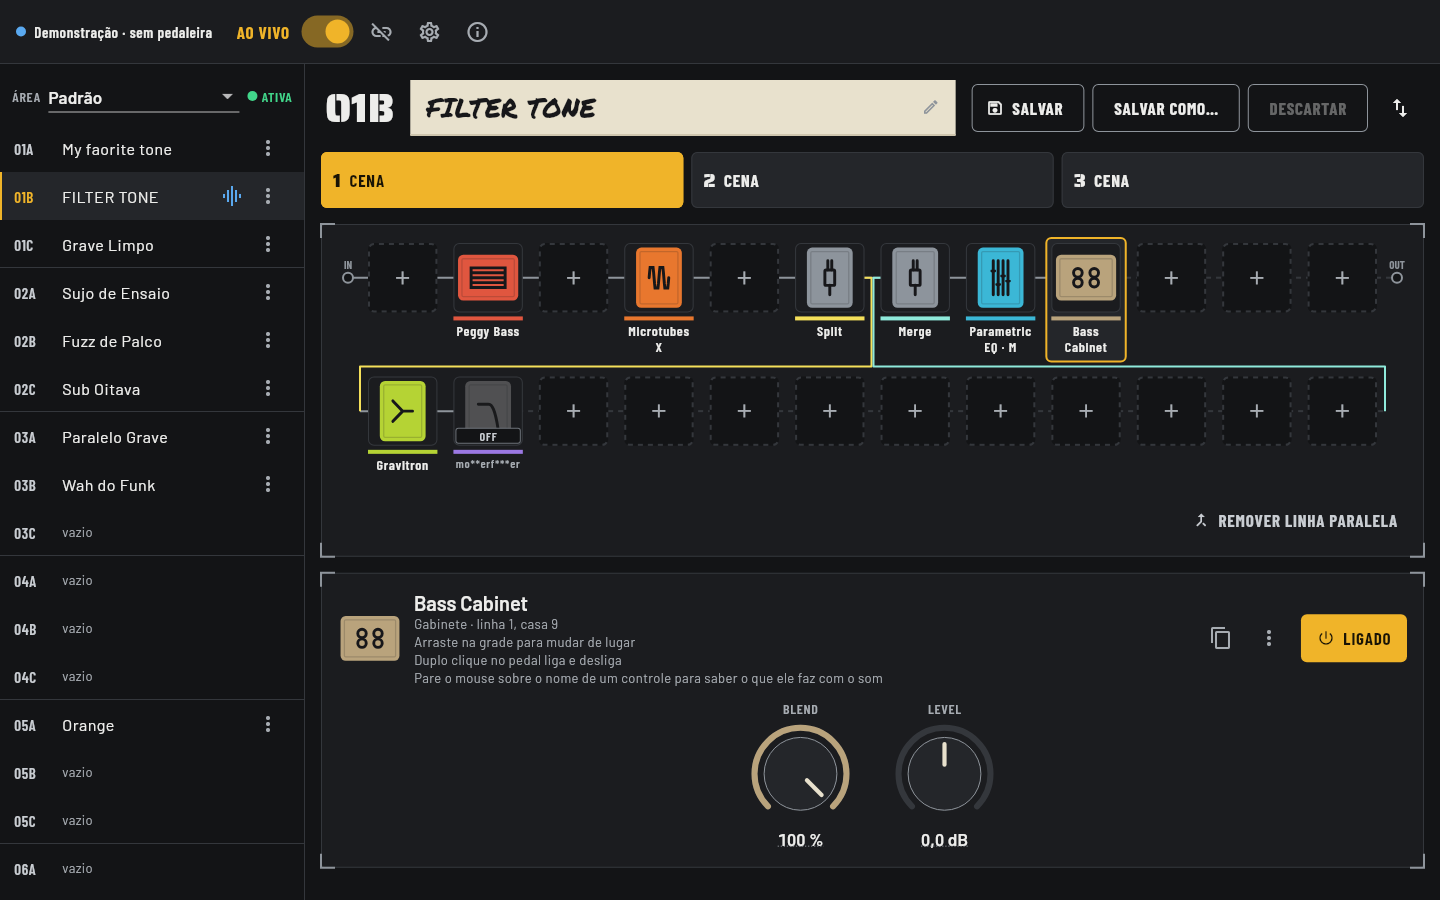 Demonstração · sem pedaleira
AO VIVO
ÁREA Padrão ATIVA
01A My faorite tone
01B FILTER TONE
01C Grave Limpo
02A Sujo de Ensaio
02B Fuzz de Palco
02C Sub Oitava
03A Paralelo Grave
03B Wah do Funk
03C vazio
04A vazio
04B vazio
04C vazio
05A Orange
05B vazio
05C vazio
06A vazio
01B FILTER TONE
SALVAR
SALVAR COMO...
DESCARTAR
1 CENA
2 CENA
3 CENA
IN
OUT
88
Peggy Bass
Microtubes
X
Split
Merge
Parametric
EQ · M
Bass
Cabinet
OFF
Gravitron
mo**erf***er
REMOVER LINHA PARALELA
88
Bass Cabinet
Gabinete · linha 1, casa 9
Arraste na grade para mudar de lugar
Duplo clique no pedal liga e desliga
Pare o mouse sobre o nome de um controle para saber o que ele faz com o som
LIGADO
BLEND
LEVEL
100 %
0,0 dB